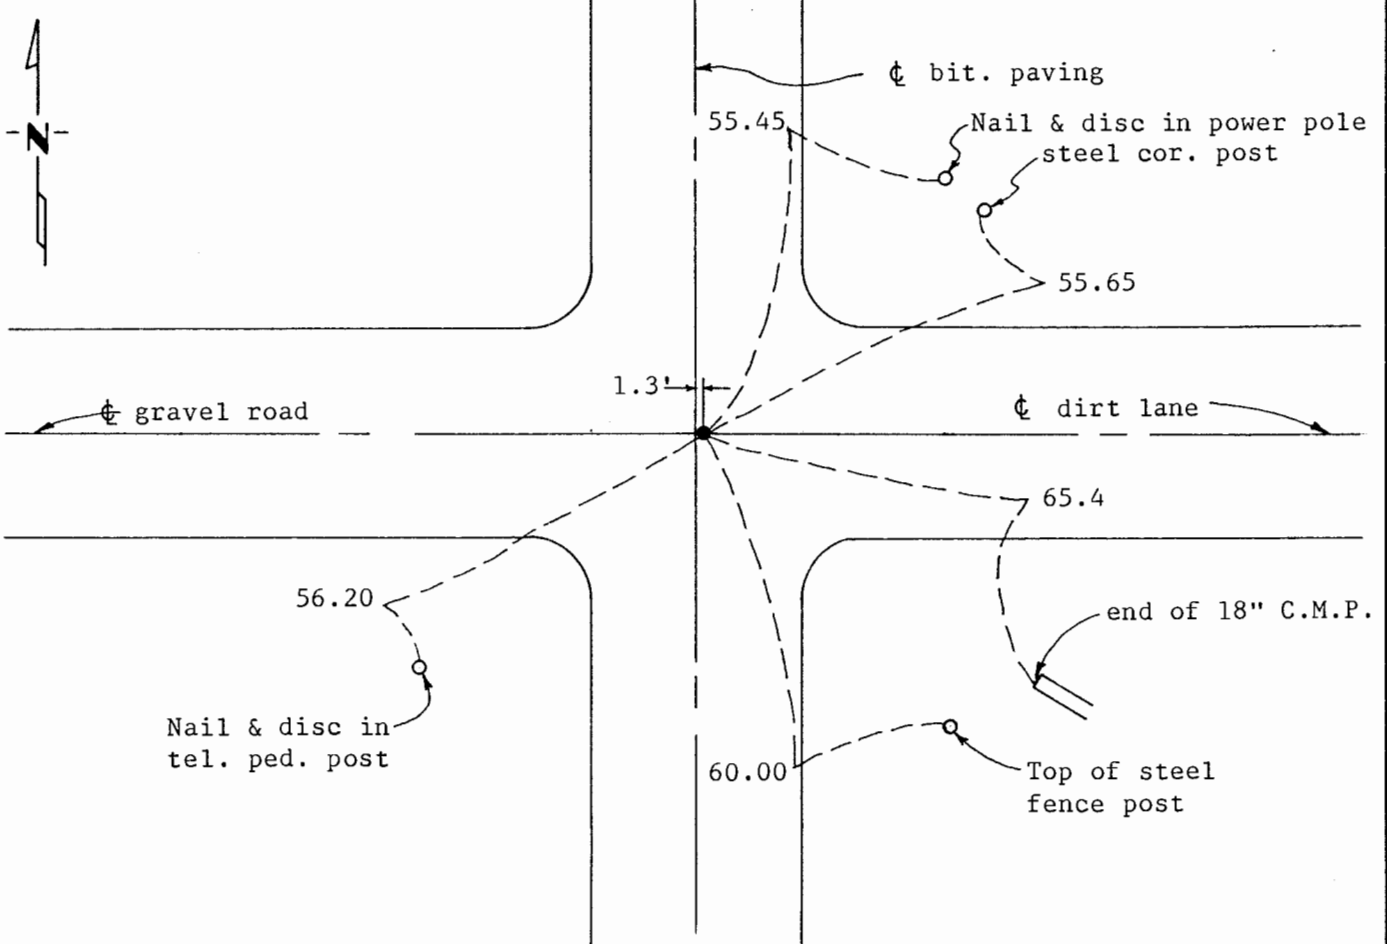 ℄ bit. paving
55.45
Nail & disc in power pole
steel cor. post
N
55.65
1.3'
℄ gravel road
℄ dirt lane
65.4
56.20
end of 18" C.M.P.
Nail & disc in
tel. ped. post
60.00
Top of steel
fence post